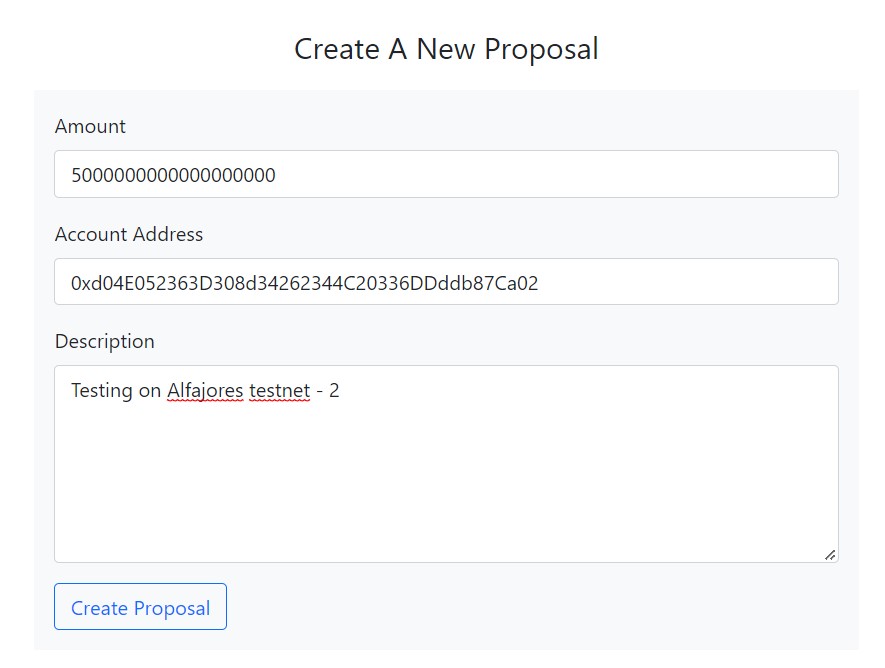 Create A New Proposal
Amount
5000000000000000000
Account Address
0xd04E052363D308d34262344C20336DDddb87Ca02
Description
Testing on Alfajores testnet - 2
Create Proposal